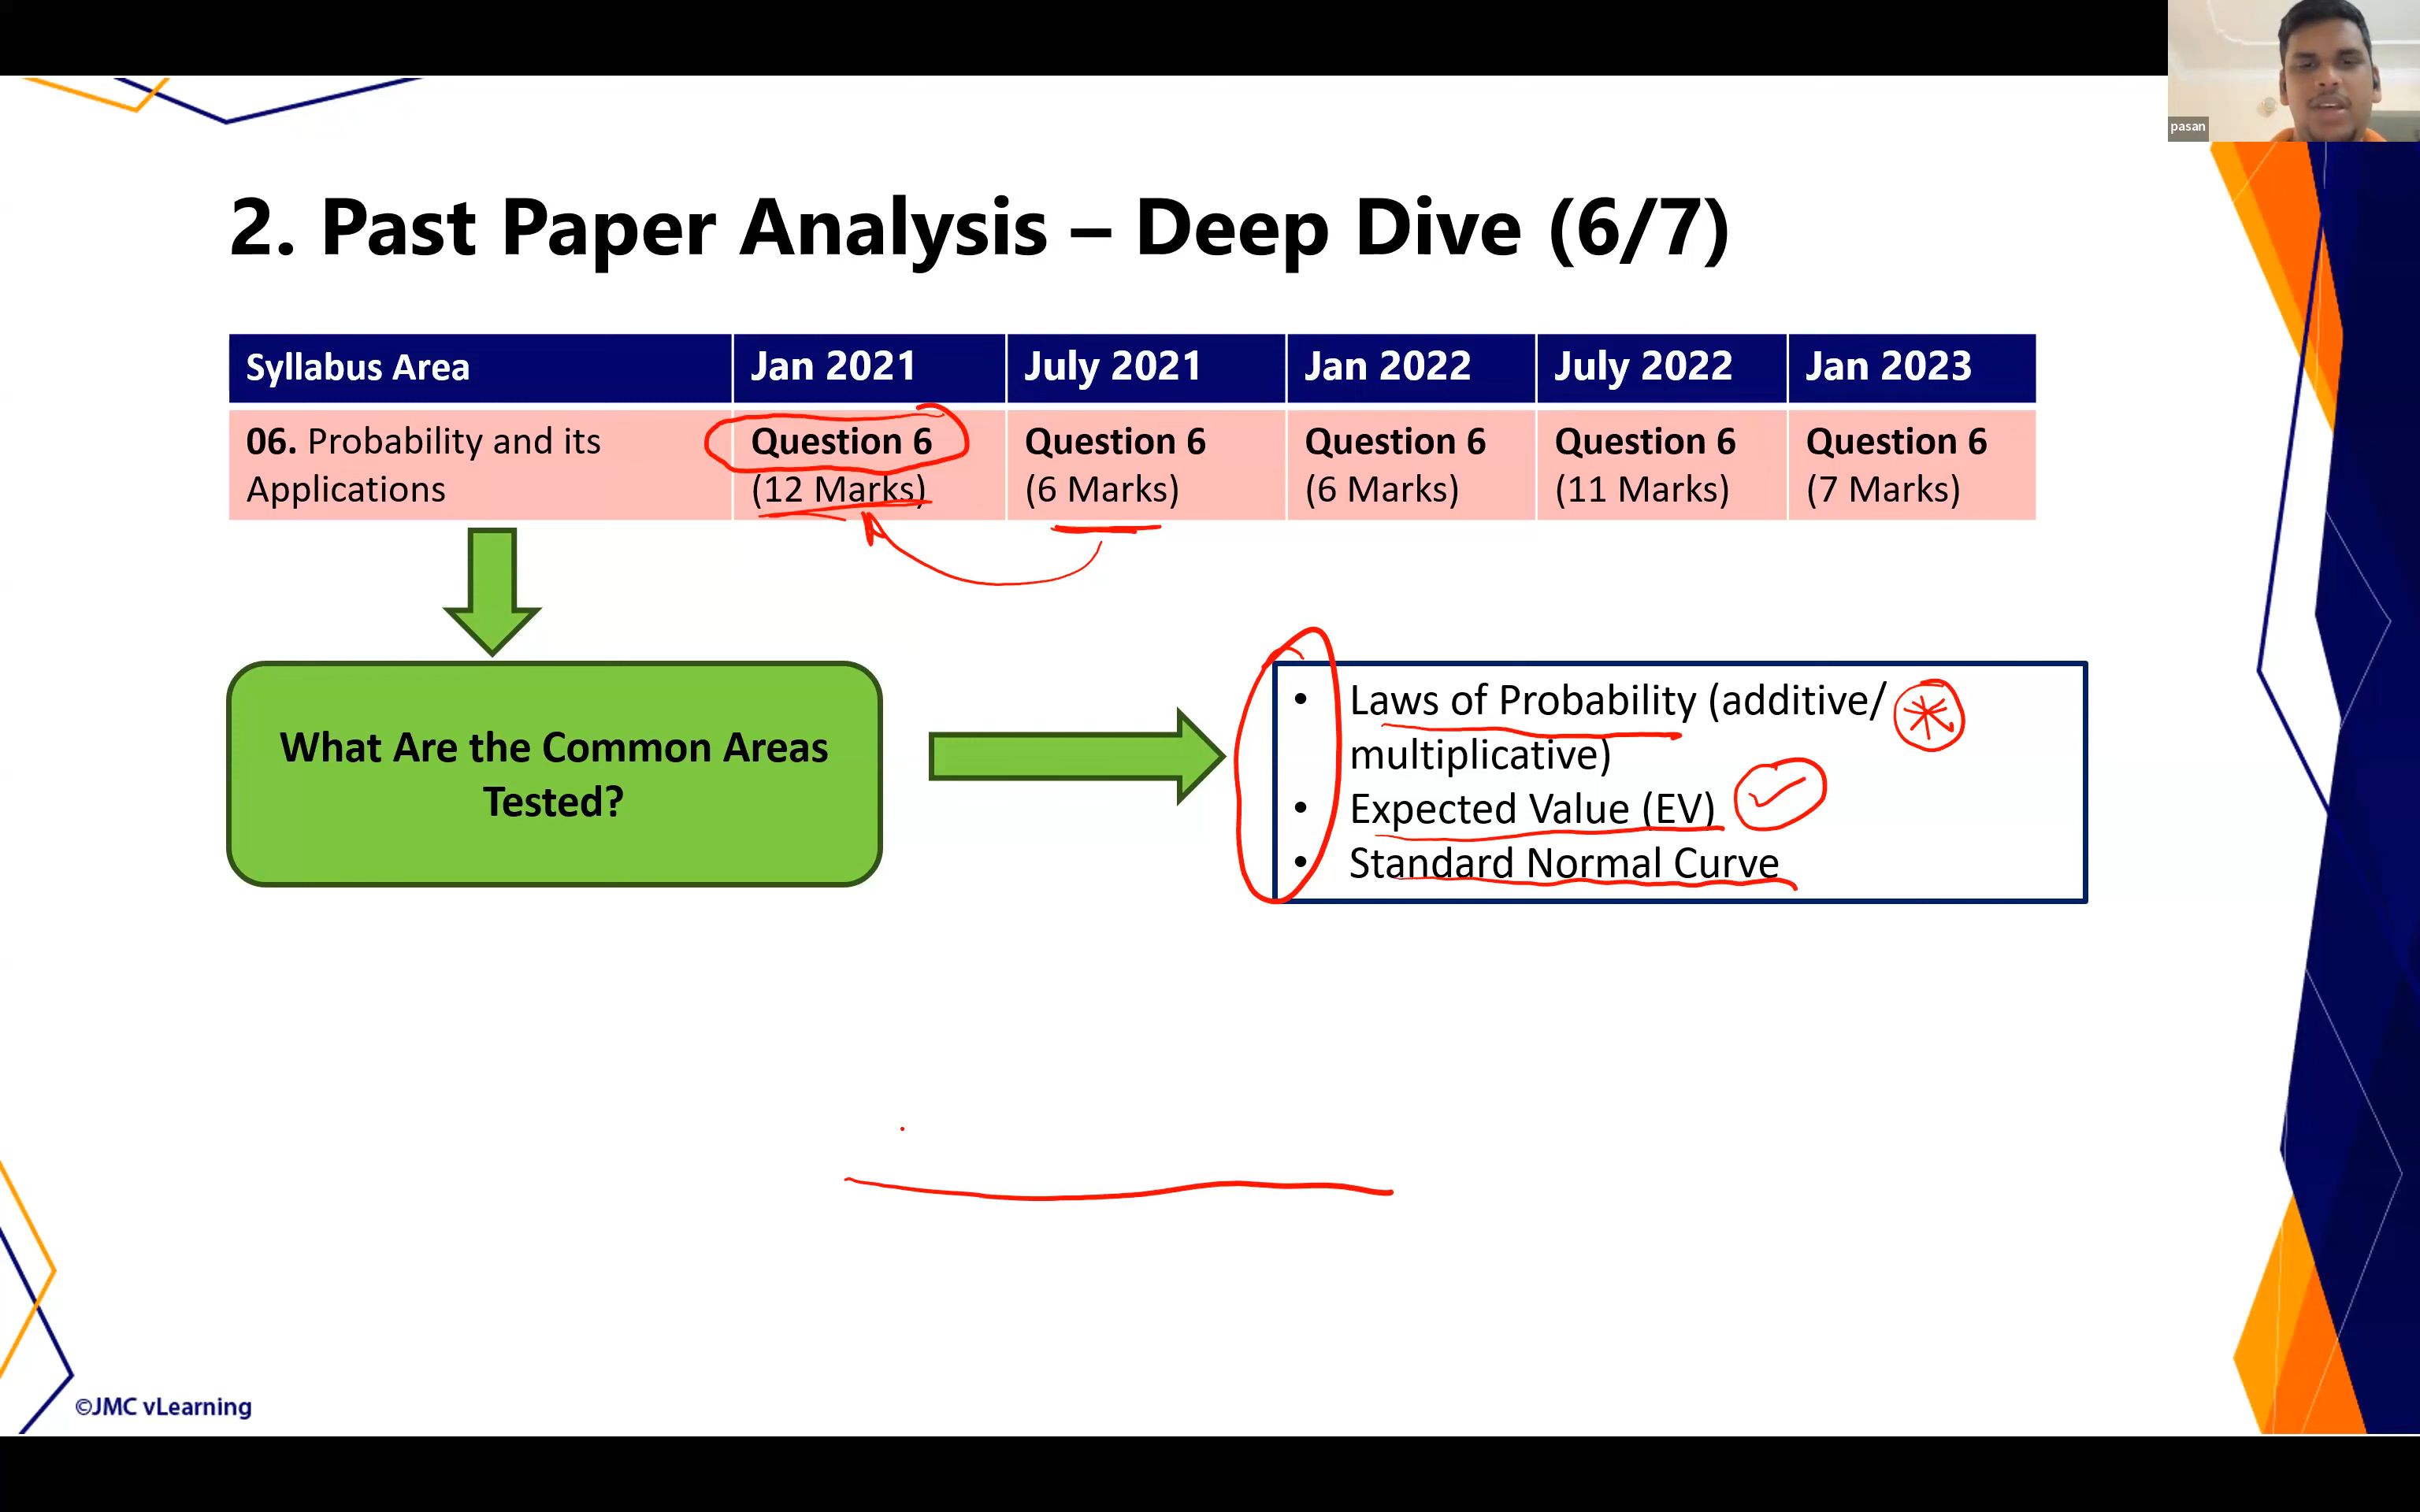 pasan
2. Past Paper Analysis – Deep Dive (6/7)
Syllabus Area Jan 2021 July 2021 Jan 2022 July 2022 Jan 2023
06. Probability and its Question 6 Question 6 Question 6 Question 6 Question 6
Applications (12 Marks) (6 Marks) (6 Marks) (11 Marks) (7 Marks)
What Are the Common Areas
Tested?
• Laws of Probability (additive/
multiplicative)
• Expected Value (EV)
• Standard Normal Curve
©JMC vLearning